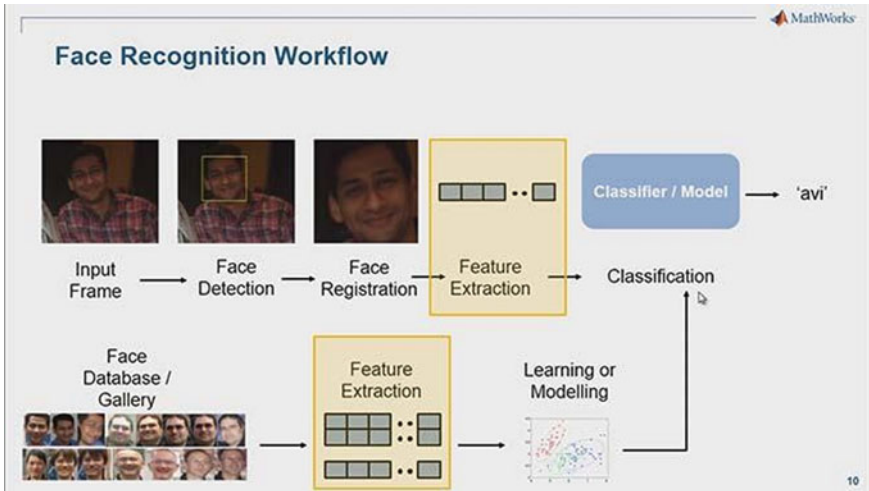 MathWorks
Face Recognition Workflow
Classifier / Model
'avi'
Input
Frame
Face
Detection
Face
Registration
Feature
Extraction
Classification
Face
Database /
Gallery
Feature
Extraction
Learning or
Modelling
10